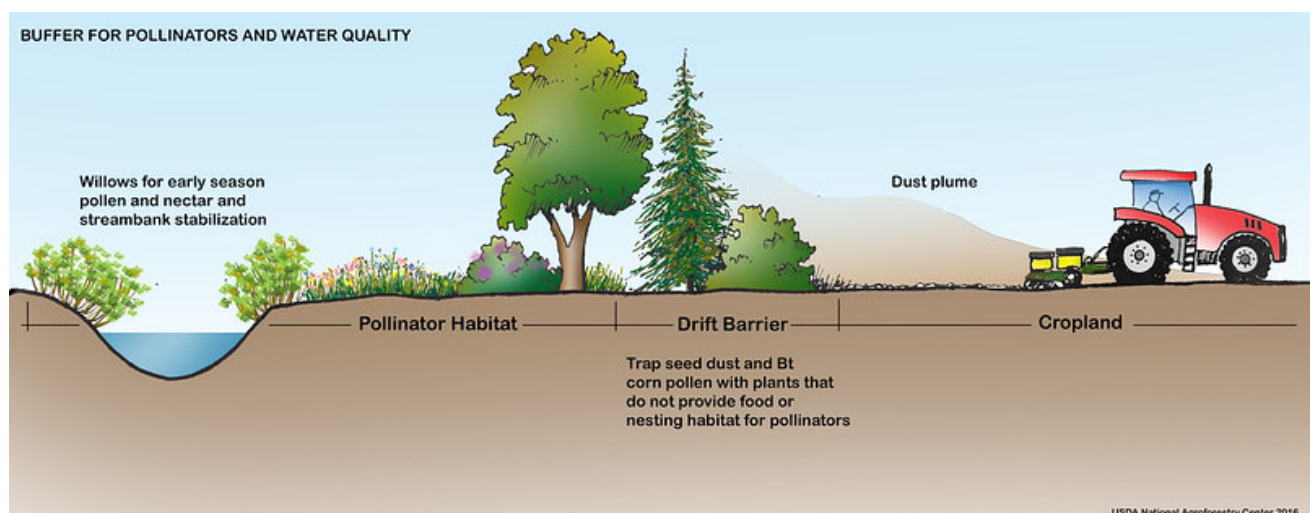 BUFFER FOR POLLINATORS AND WATER QUALITY
Willows for early season
pollen and nectar and
streambank stabilization
Dust plume
Pollinator Habitat
Drift Barrier
Cropland
Trap seed dust and Bt
corn pollen with plants that
do not provide food or
nesting habitat for pollinators
USDA National Agroforestry Center 2016